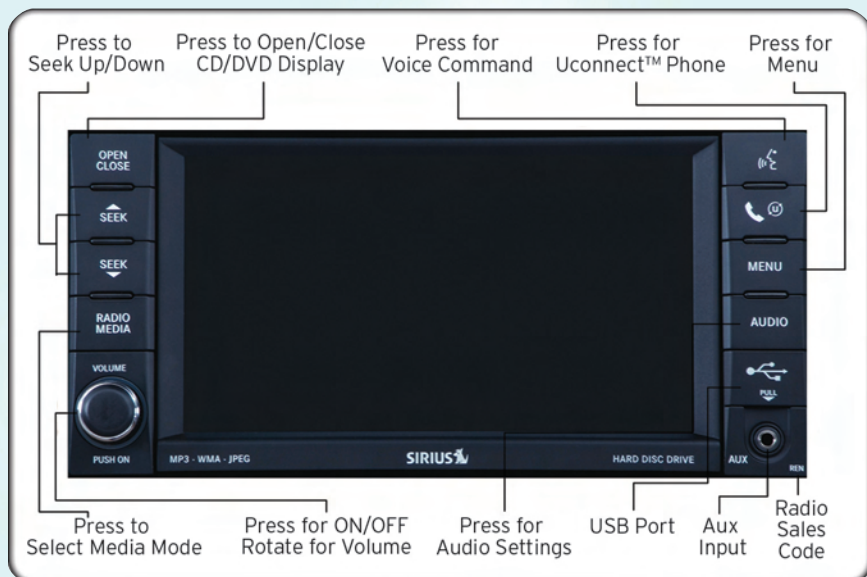 Press to
Seek Up/Down
Press to Open/Close
CD/DVD Display
Press for
Voice Command
Press for
Uconnect™ Phone
Press for
Menu
OPEN
CLOSE
SEEK
SEEK
RADIO
MEDIA
VOLUME
PUSH ON
MP3 - WMA - JPEG
SIRIUS
HARD DISC DRIVE
U
MENU
AUDIO
PULL
AUX
REN
Press to
Select Media Mode
Press for ON/OFF
Rotate for Volume
Press for
Audio Settings
USB Port
Aux
Input
Radio
Sales
Code